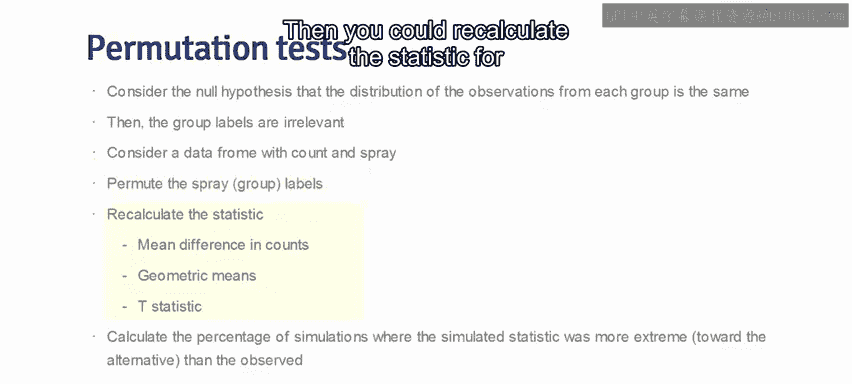 Permutation tests
Then you could recalculate
the statistic for
· Consider the null hypothesis that the distribution of the observations from each group is the same
· Then, the group labels are irrelevant
· Consider a data frome with count and spray
· Permute the spray (group) labels
· Recalculate the statistic
- Mean difference in counts
- Geometric means
- T statistic
· Calculate the percentage of simulations where the simulated statistic was more extreme (toward the
alternative) than the observed